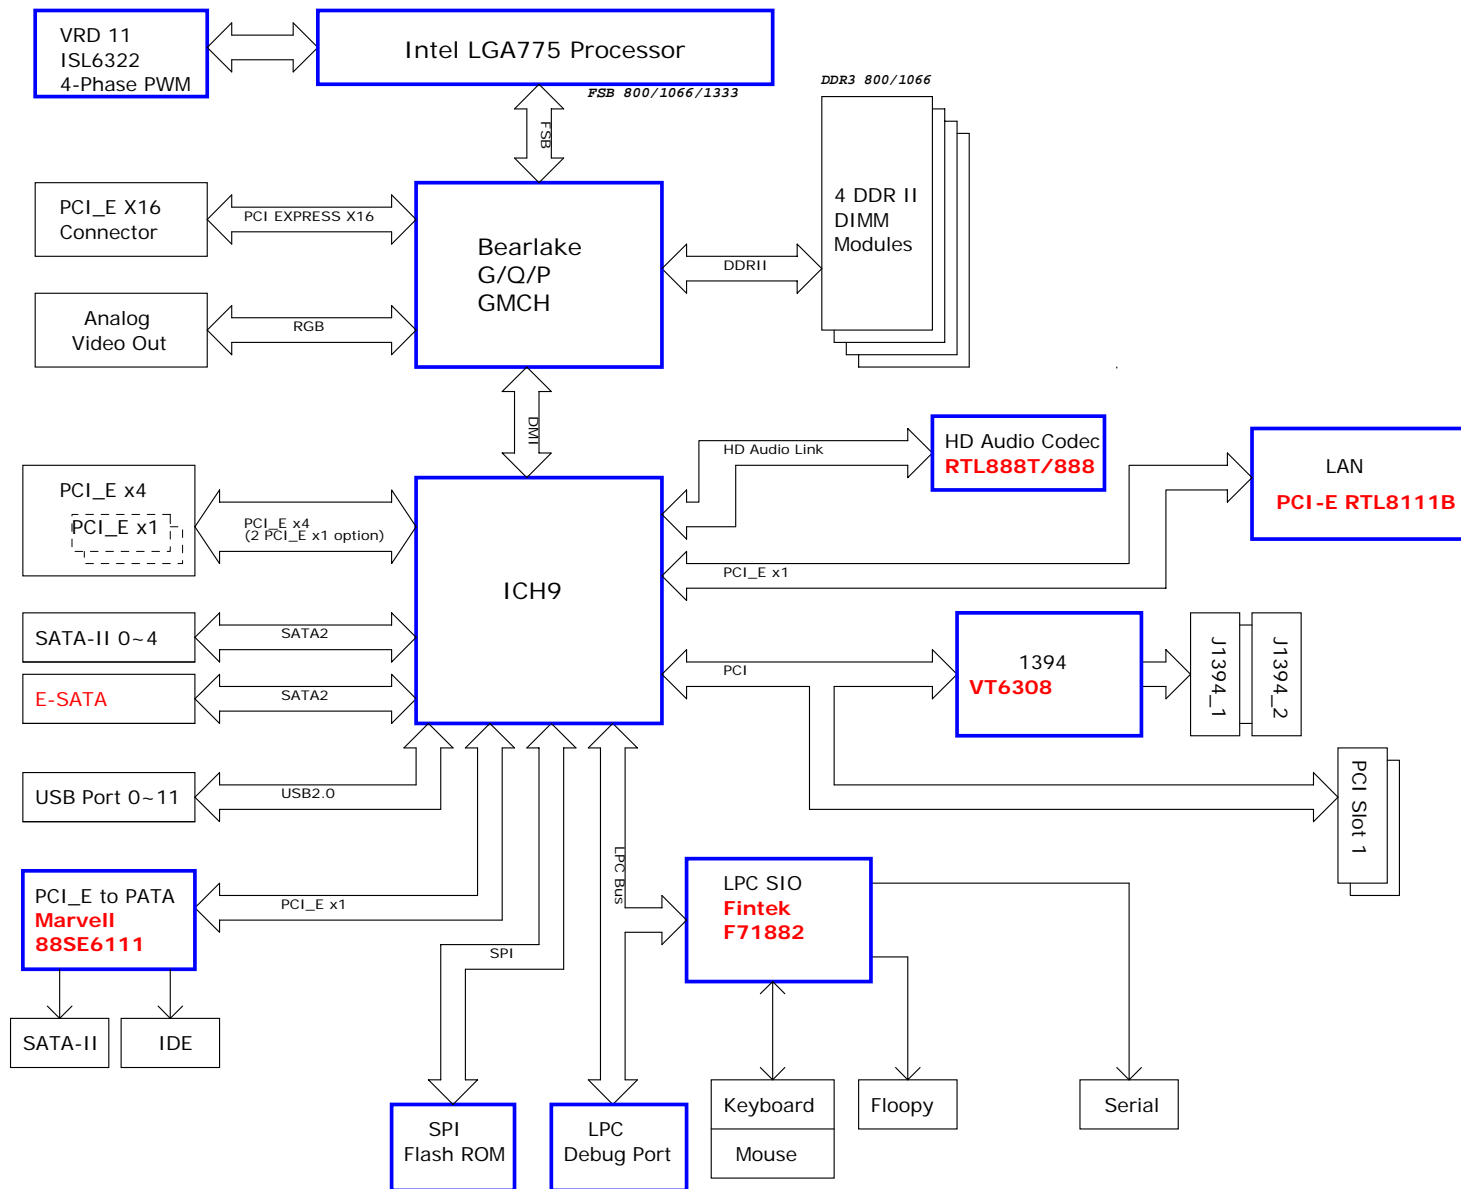 VRD 11
ISL6322
4-Phase PWM
Intel LGA775 Processor
FSB 800/1066/1333
DDR3 800/1066
FSB
PCI_E X16
Connector
PCI EXPRESS X16
Bearlake
G/Q/P
GMCH
DDRII
4 DDR II
DIMM
Modules
Analog
Video Out
RGB
DMI
HD Audio Link
HD Audio Codec
RTL888T/888
LAN
PCI-E RTL8111B
PCI_E x4
PCI_E x1
PCI_E x4
(2 PCI_E x1 option)
ICH9
PCI_E x1
SATA-II 0~4
SATA2
E-SATA
SATA2
PCI
1394
VT6308
J1394_1
J1394_2
USB Port 0~11
USB2.0
PCI Slot 1
PCI_E to PATA
Marvell
88SE6111
PCI_E x1
SPI
LPC Bus
LPC SIO
Fintek
F71882
SATA-II
IDE
SPI
Flash ROM
LPC
Debug Port
Keyboard
Mouse
Floopy
Serial